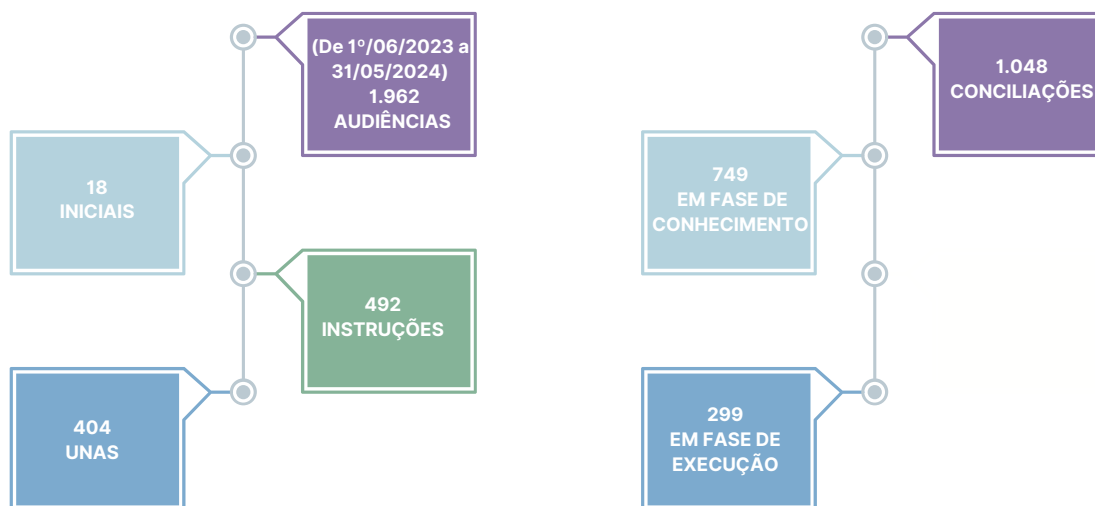 (De 1º/06/2023 a
31/05/2024)
1.962
AUDIÊNCIAS
18
INICIAIS
492
INSTRUÇÕES
404
UNAS
1.048
CONCILIAÇÕES
749
EM FASE DE
CONHECIMENTO
299
EM FASE DE
EXECUÇÃO